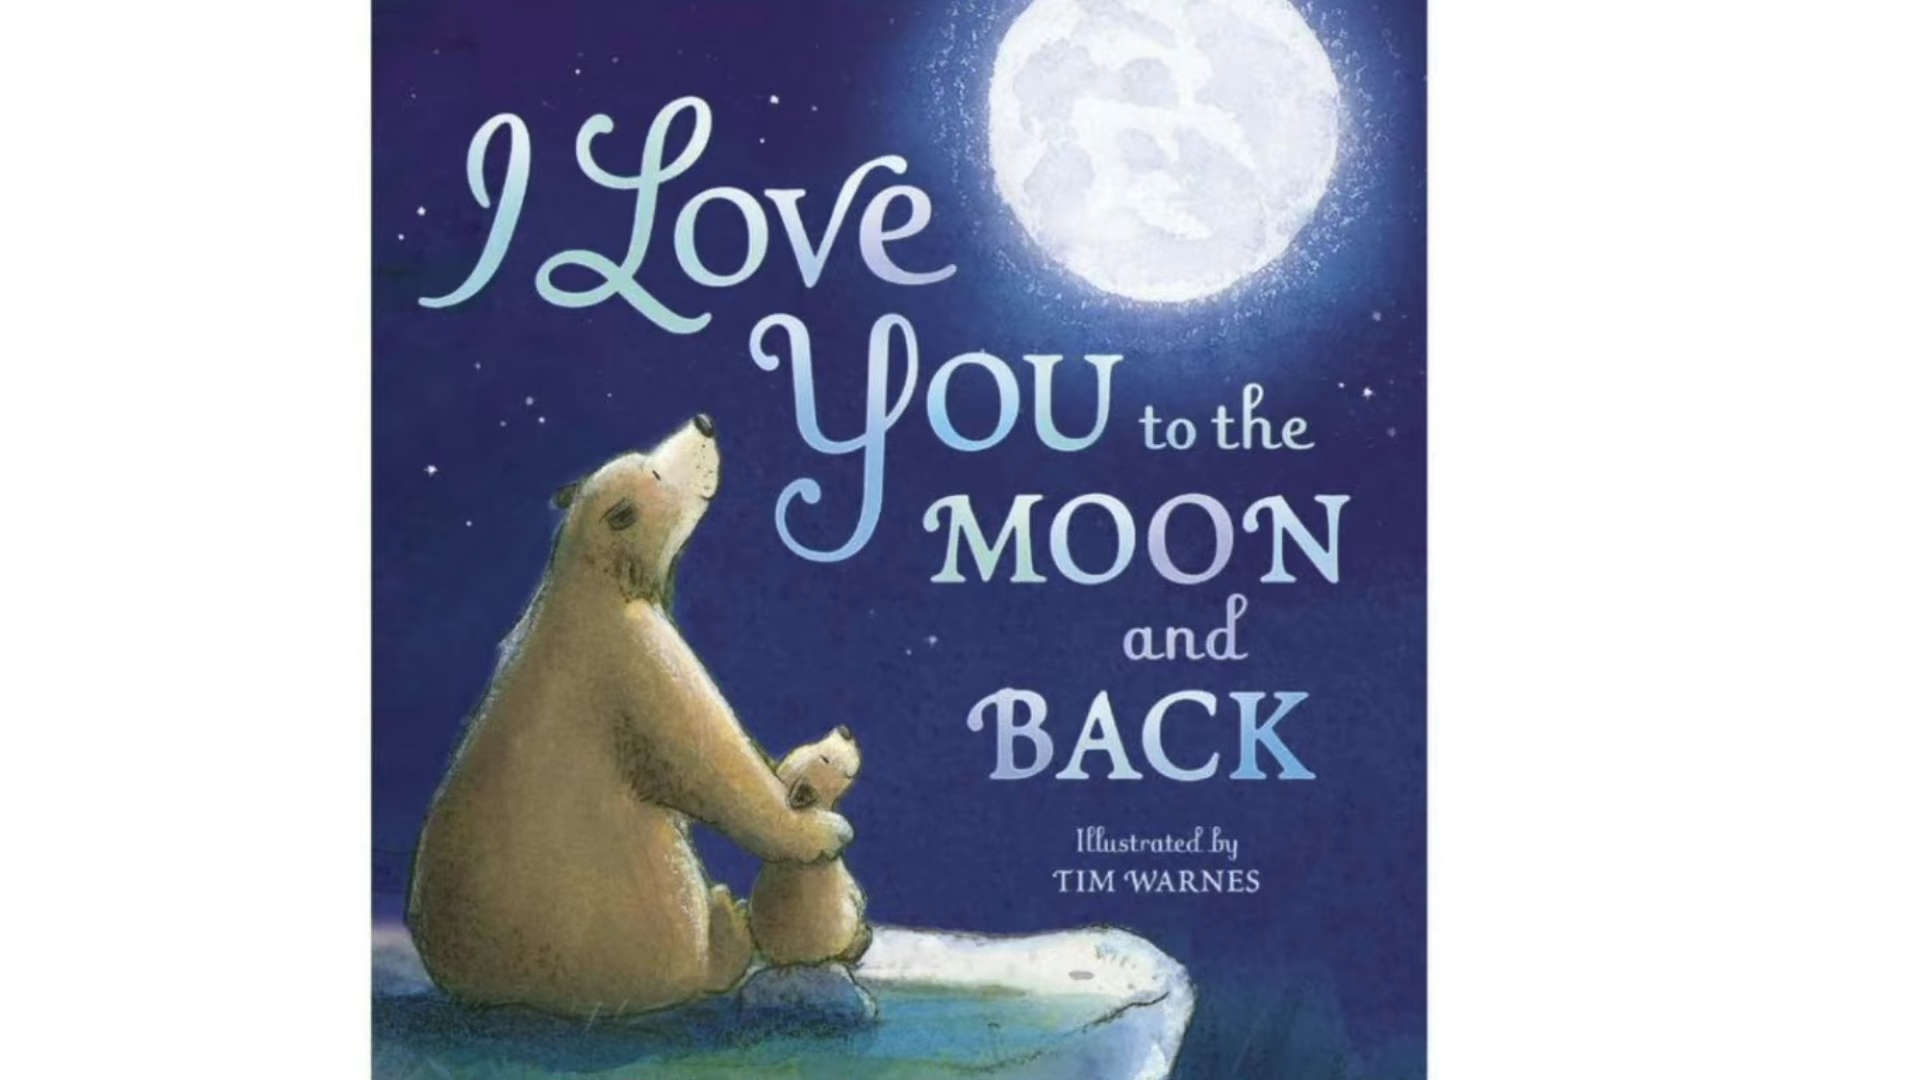 I Love
You to the
MOON
and
BACK
Illustrated by
TIM WARNES